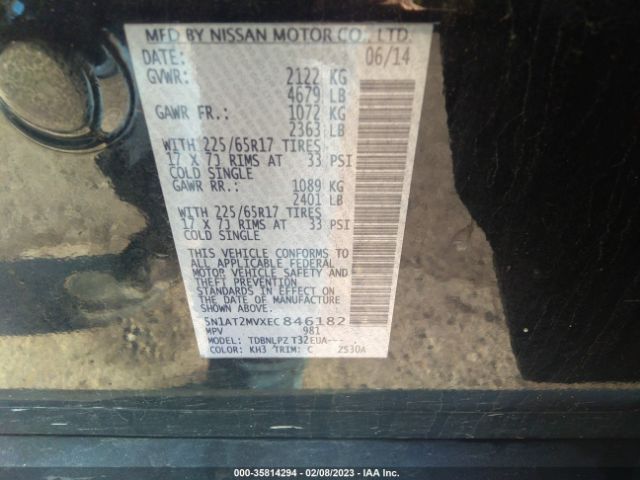 MFD BY NISSAN MOTOR CO., LTD.
DATE: 06/14
GVWR: 2122 KG
4679 LB
GAWR FR.: 1072 KG
2363 LB
WITH 225/65R17 TIRES
17 X 7J RIMS AT 33 PSI
COLD SINGLE
GAWR RR.: 1089 KG
2401 LB
WITH 225/65R17 TIRES
17 X 7J RIMS AT 33 PSI
COLD SINGLE
THIS VEHICLE CONFORMS TO
ALL APPLICABLE FEDERAL
MOTOR VEHICLE SAFETY AND
THEFT PREVENTION
STANDARDS IN EFFECT ON
THE DATE OF MANUFACTURE
SHOWN ABOVE.
5N1AT2MVXEC846182
MPV 981
MODEL: TDBNLPZ T32EUA---
COLOR: KH3 TRIM: C 2S30A
000-35814294 - 02/08/2023 - IAA Inc.